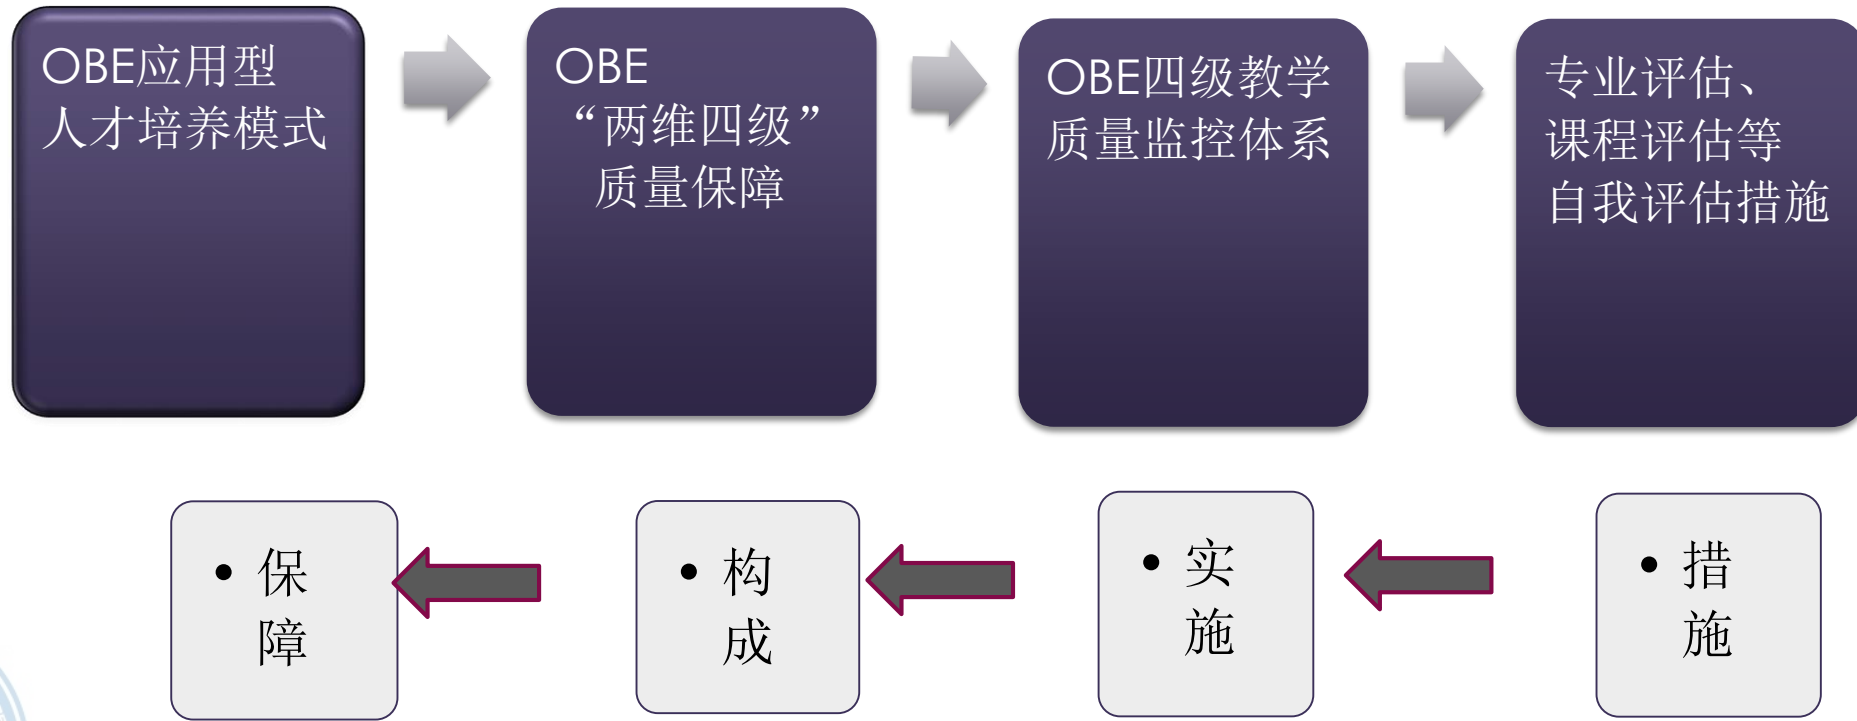 OBE应用型
人才培养模式
OBE
“两维四级”
质量保障
OBE四级教学
质量监控体系
专业评估、
课程评估等
自我评估措施
• 保
障
• 构
成
• 实
施
• 措
施